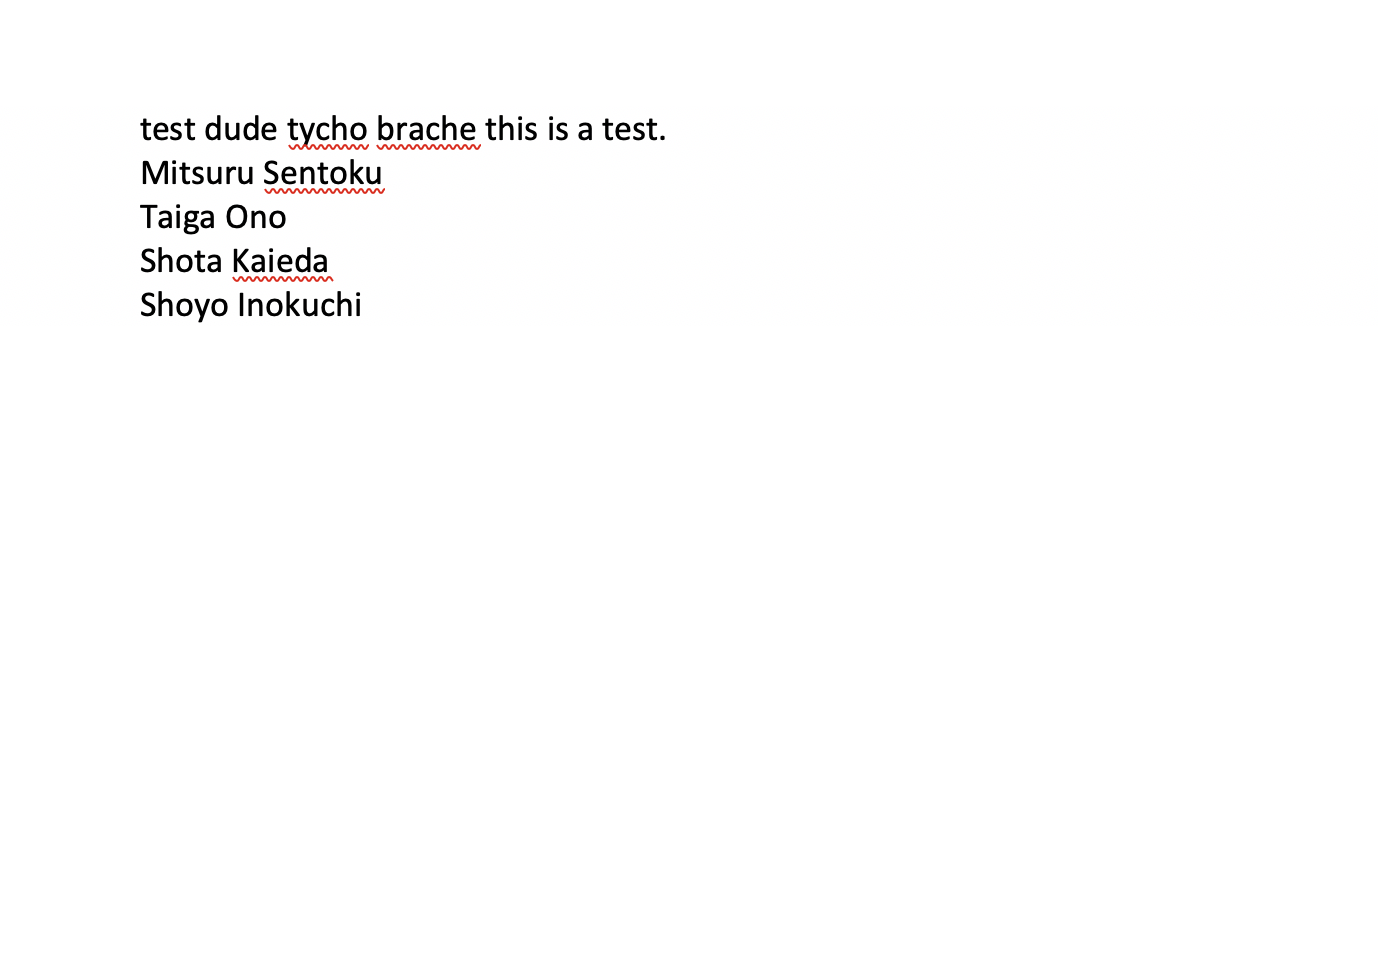 test dude tycho brache this is a test.
Mitsuru Sentoku
Taiga Ono
Shota Kaieda
Shoyo Inokuchi